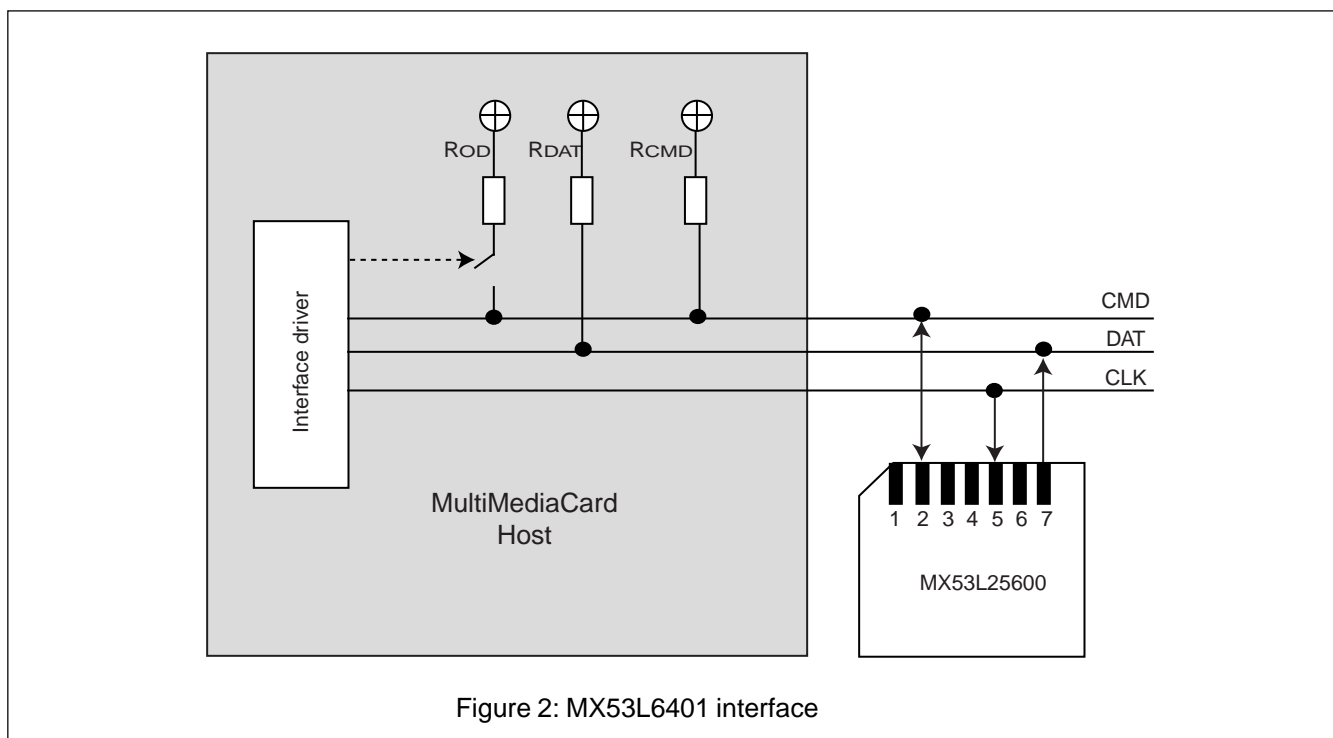 ROD RDAT RCMD
Interface driver
CMD
DAT
CLK
MultiMediaCard
Host
1 2 3 4 5 6 7
MX53L25600
Figure 2: MX53L6401 interface